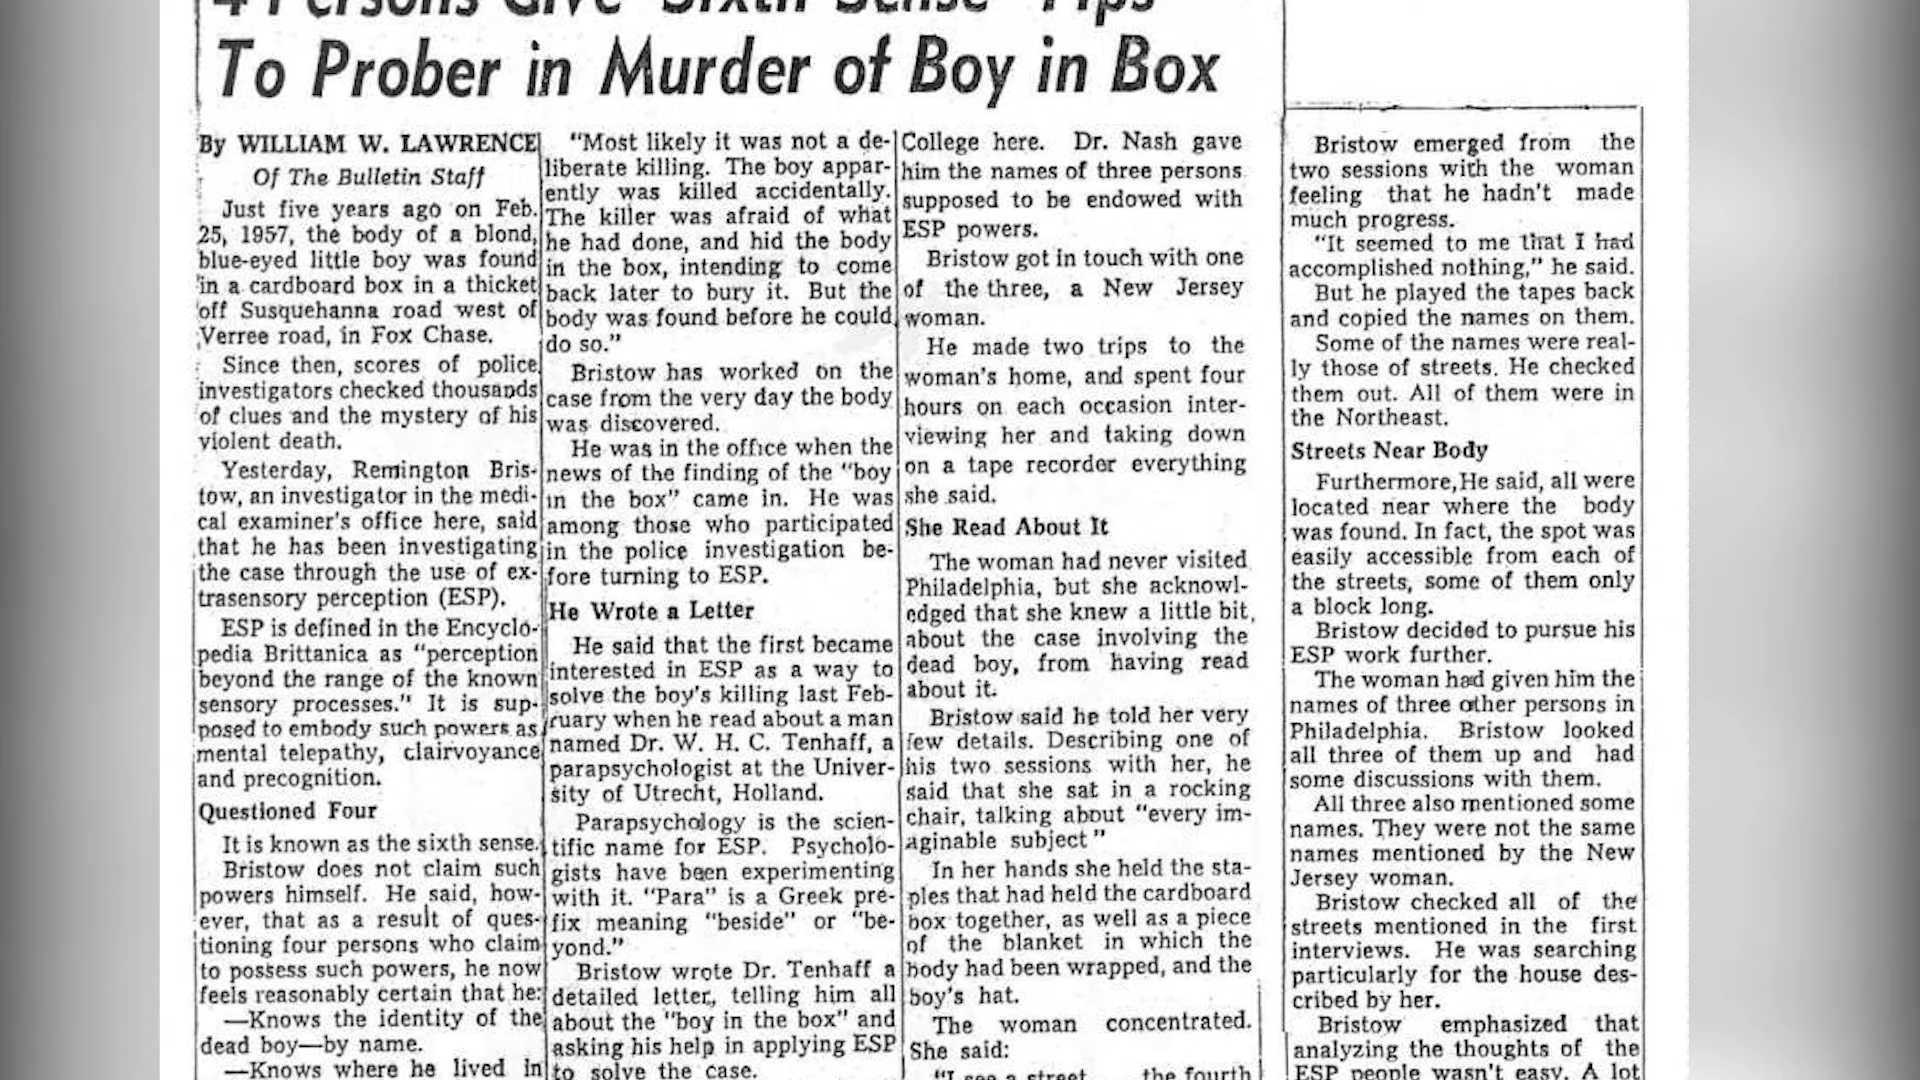 4 Persons Give "Sixth Sense" Tips
To Prober in Murder of Boy in Box
By WILLIAM W. LAWRENCE
Of The Bulletin Staff
Just five years ago on Feb.
25, 1957, the body of a blond,
blue-eyed little boy was found
in a cardboard box in a thicket
off Susquehanna road west of
Verree road, in Fox Chase.
Since then, scores of police
investigators checked thousands
of clues and the mystery of his
violent death.
Yesterday, Remington Bris-
tow, an investigator in the medi-
cal examiner's office here, said
that he has been investigating
the case through the use of ex-
trasensory perception (ESP).
ESP is defined in the Encyclo-
pedia Brittanica as "perception
beyond the range of the known
sensory processes." It is sup-
posed to embody such powers as
mental telepathy, clairvoyance
and precognition.
Questioned Four
It is known as the sixth sense.
Bristow does not claim such
powers himself. He said, how-
ever, that as a result of ques-
tioning four persons who claim
to possess such powers, he now
feels reasonably certain that he:
—Knows the identity of the
dead boy—by name.
—Knows where he lived in
"Most likely it was not a de-
liberate killing. The boy appar-
ently was killed accidentally.
The killer was afraid of what
he had done, and hid the body
in the box, intending to come
back later to bury it. But the
body was found before he could
do so."
Bristow has worked on the
case from the very day the body
was discovered.
He was in the office when the
news of the finding of the "boy
in the box" came in. He was
among those who participated
in the police investigation be-
fore turning to ESP.
He Wrote a Letter
He said that the first became
interested in ESP as a way to
solve the boy's killing last Feb-
ruary when he read about a man
named Dr. W. H. C. Tenhaff, a
parapsychologist at the Univer-
sity of Utrecht, Holland.
Parapsychology is the scien-
tific name for ESP. Psycholo-
gists have been experimenting
with it. "Para" is a Greek pre-
fix meaning "beside" or "be-
yond."
Bristow wrote Dr. Tenhaff a
detailed letter, telling him all
about the "boy in the box" and
asking his help in applying ESP
to solve the case.
College here. Dr. Nash gave
him the names of three persons
supposed to be endowed with
ESP powers.
Bristow got in touch with one
of the three, a New Jersey
woman.
He made two trips to the
woman's home, and spent four
hours on each occasion inter-
viewing her and taking down
on a tape recorder everything
she said.
She Read About It
The woman had never visited
Philadelphia, but she acknowl-
edged that she knew a little bit,
about the case involving the
dead boy, from having read
about it.
Bristow said he told her very
few details. Describing one of
his two sessions with her, he
said that she sat in a rocking
chair, talking about "every im-
aginable subject"
In her hands she held the sta-
ples that had held the cardboard
box together, as well as a piece
of the blanket in which the
body had been wrapped, and the
boy's hat.
The woman concentrated.
She said:
"I see a street . . . the fourth
Bristow emerged from the
two sessions with the woman
feeling that he hadn't made
much progress.
"It seemed to me that I had
accomplished nothing," he said.
But he played the tapes back
and copied the names on them.
Some of the names were real-
ly those of streets. He checked
them out. All of them were in
the Northeast.
Streets Near Body
Furthermore,He said, all were
located near where the body
was found. In fact, the spot was
easily accessible from each of
the streets, some of them only
a block long.
Bristow decided to pursue his
ESP work further.
The woman had given him the
names of three other persons in
Philadelphia. Bristow looked
all three of them up and had
some discussions with them.
All three also mentioned some
names. They were not the same
names mentioned by the New
Jersey woman.
Bristow checked all of the
streets mentioned in the first
interviews. He was searching
particularly for the house des-
cribed by her.
Bristow emphasized that
analyzing the thoughts of the
ESP people wasn't easy. A lot